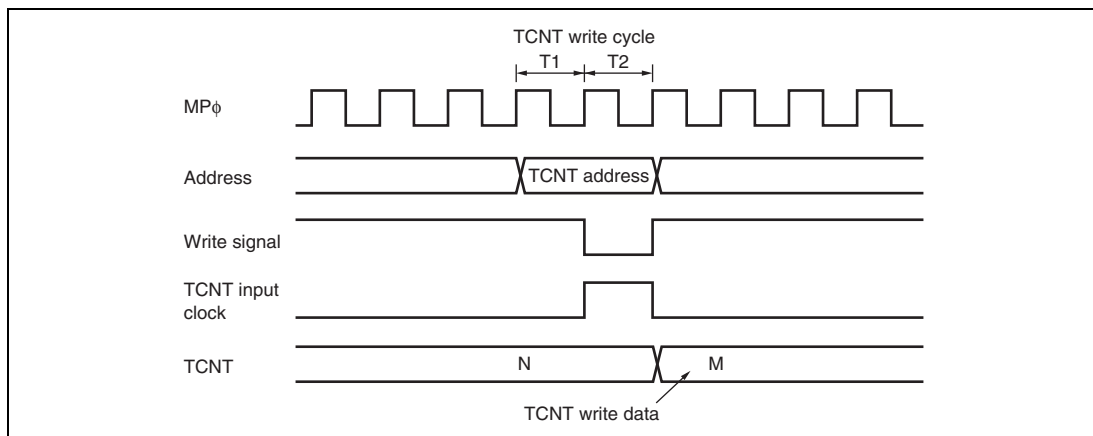 TCNT write cycle
T1 T2
MPϕ
Address
TCNT address
Write signal
TCNT input
clock
TCNT
N M
TCNT write data